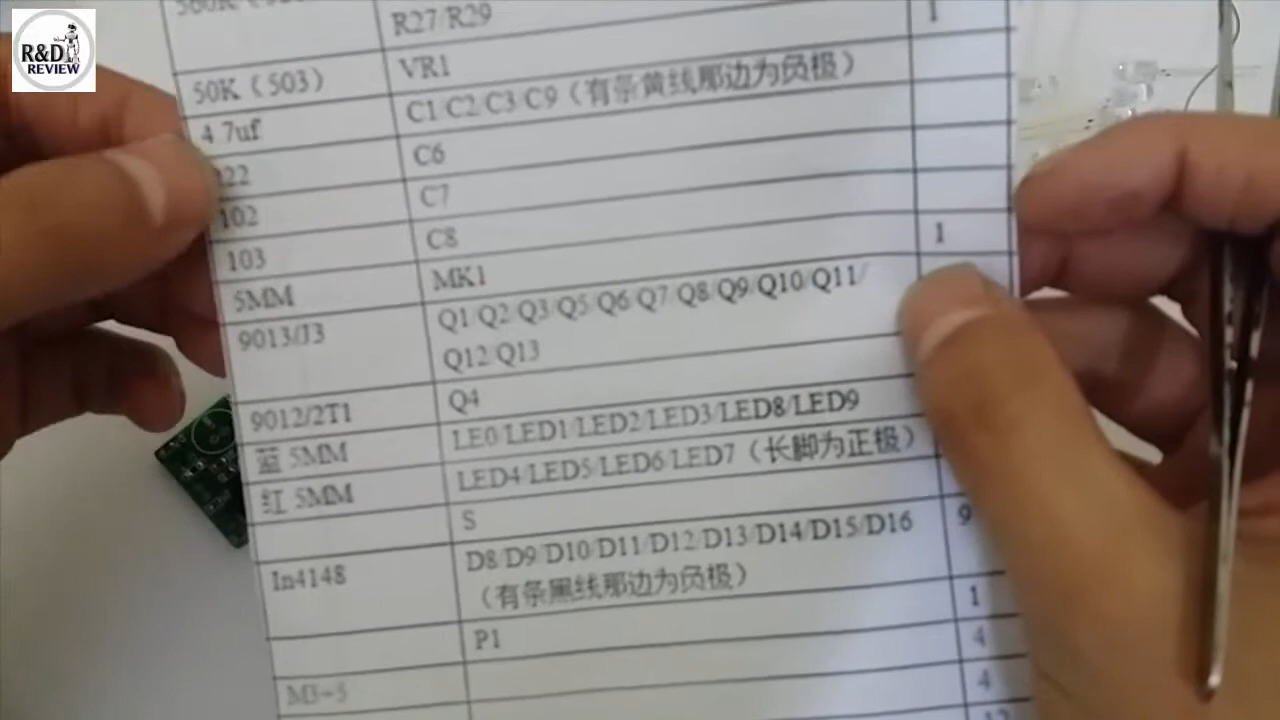 R&D
REVIEW
R27/R29 1
50K（503） VR1
4.7uf C1/C2/C3/C9（有条黄线那边为负极）
22 C6
102 C7
103 C8
5MM MK1 1
9013/J3 Q1/Q2/Q3/Q5/Q6/Q7/Q8/Q9/Q10/Q11/
Q12/Q13
9012/2T1 Q4
蓝 5MM LE0/LED1/LED2/LED3/LED8/LED9
红 5MM LED4/LED5/LED6/LED7（长脚为正极）
S
In4148 D8/D9/D10/D11/D12/D13/D14/D15/D16 9
（有条黑线那边为负极）
P1 1
4
M3 4